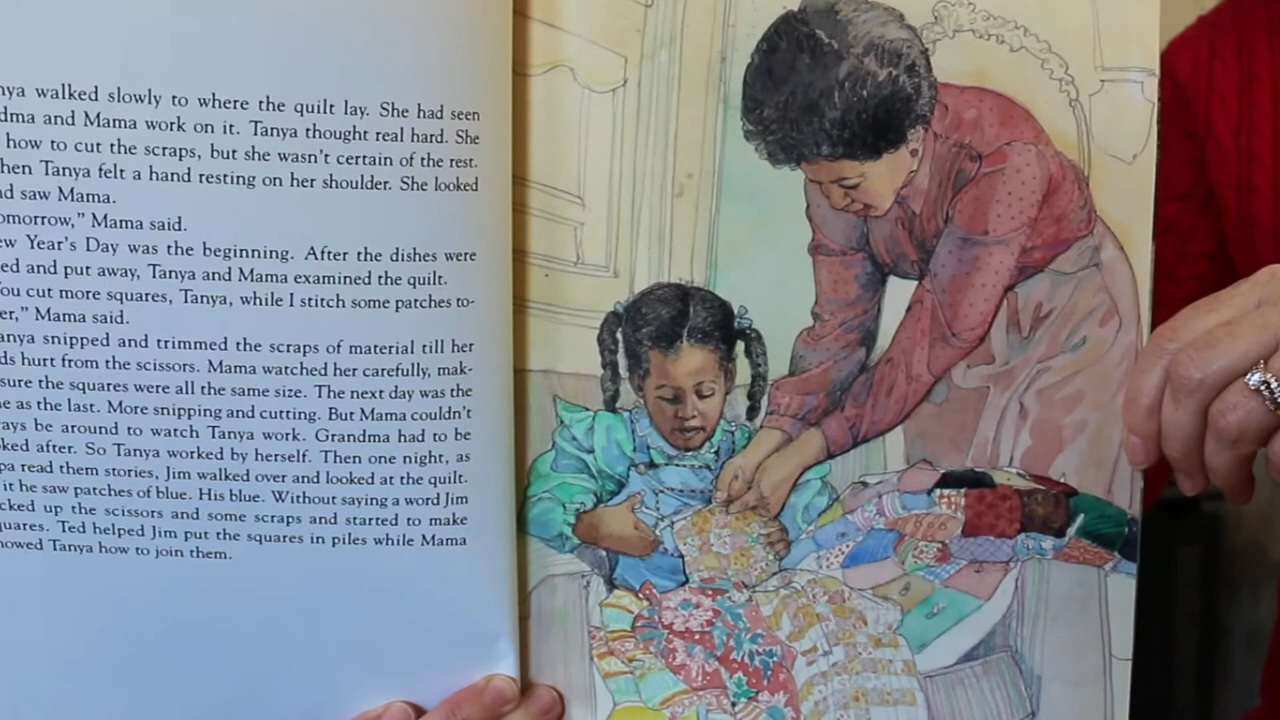 nya walked slowly to where the quilt lay. She had seen
dma and Mama work on it. Tanya thought real hard. She
how to cut the scraps, but she wasn't certain of the rest.
hen Tanya felt a hand resting on her shoulder. She looked
nd saw Mama.
omorrow," Mama said.
ew Year's Day was the beginning. After the dishes were
ed and put away, Tanya and Mama examined the quilt.
You cut more squares, Tanya, while I stitch some patches to-
er," Mama said.
anya snipped and trimmed the scraps of material till her
ds hurt from the scissors. Mama watched her carefully, mak-
sure the squares were all the same size. The next day was the
e as the last. More snipping and cutting. But Mama couldn't
ays be around to watch Tanya work. Grandma had to be
ked after. So Tanya worked by herself. Then one night, as
pa read them stories, Jim walked over and looked at the quilt.
it he saw patches of blue. His blue. Without saying a word Jim
cked up the scissors and some scraps and started to make
quares. Ted helped Jim put the squares in piles while Mama
howed Tanya how to join them.